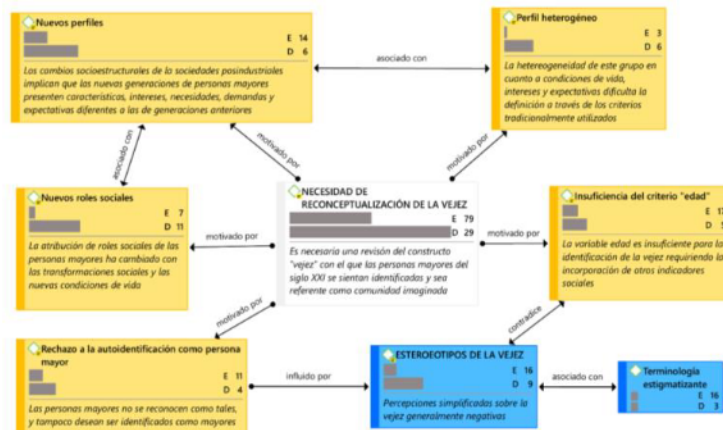 Nuevos perfiles
E 14
D 6
Los cambios socioestructurales de la sociedades posindustriales
implican que las nuevas generaciones de personas mayores
presenten características, intereses, necesidades, demandas y
expectativas diferentes a las de generaciones anteriores
asociado con
Perfil heterogéneo
E 3
D 6
La hetereogeneidad de este grupo en
cuanto a condiciones de vida,
intereses y expectativas dificulta la
definición a través de los criterios
tradicionalmente utilizados
asociado con
motivado por
motivado por
Nuevos roles sociales
E 7
D 11
La atribución de roles sociales de las
personas mayores ha cambiado con
las transformaciones sociales y las
nuevas condiciones de vida
motivado por
NECESIDAD DE
RECONCEPTUALIZACIÓN DE LA VEJEZ
E 79
D 29
Es necesaria una revisión del constructo
"vejez" con el que las personas mayores del
siglo XXI se sientan identificadas y sea
referente como comunidad imaginada
motivado por
Insuficiencia del criterio "edad"
E
D
La variable edad es insuficiente para la
identificación de la vejez requiriendo la
incorporación de otros indicadores
sociales
motivado por
contradice
Rechazo a la autoidentificación como persona
mayor
E 11
D 4
Las personas mayores no se reconocen como tales,
y tampoco desean ser identificadas como mayores
influido por
ESTEROEOTIPOS DE LA VEJEZ
E 16
D 9
Percepciones simplificadas sobre la
vejez generalmente negativas
asociado con
Terminología
estigmatizante
E 16
D 3